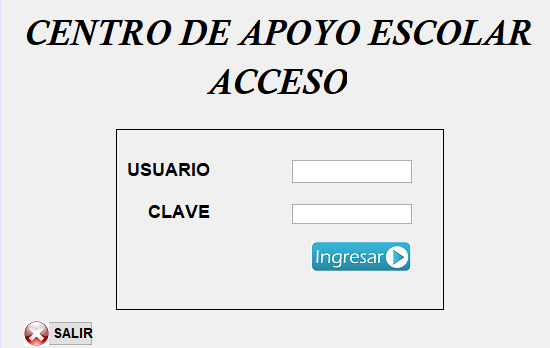 CENTRO DE APOYO ESCOLAR
ACCESO
USUARIO
CLAVE
Ingresar
SALIR